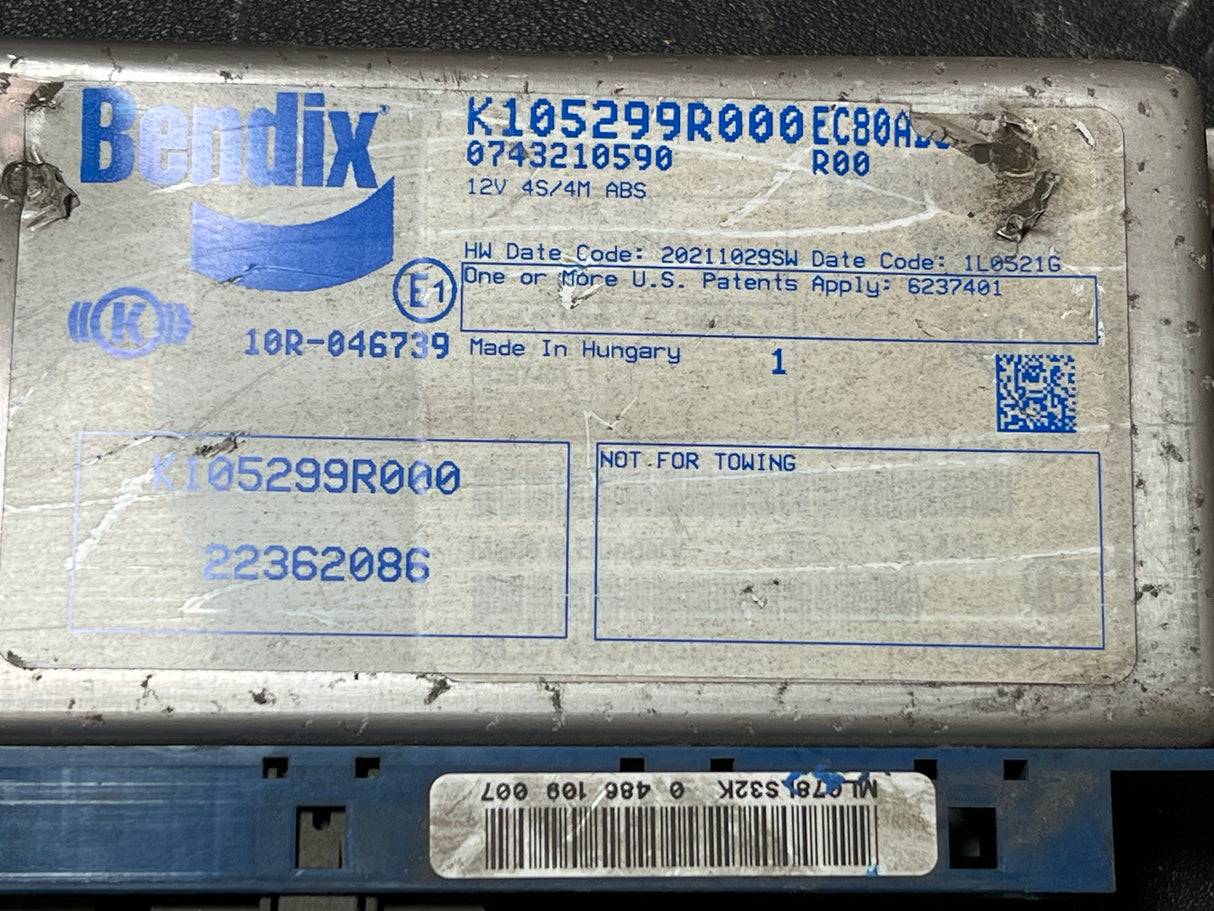 Bendix
K105299R000
0743210590 R00
12V 4S/4M ABS
HW Date Code: 20211029SW Date Code: 1L0521G
One or More U.S. Patents Apply: 6237401
E1
K
10R-046739
Made In Hungary 1
K105299R000
22362086
NOT FOR TOWING
0 486 109 007